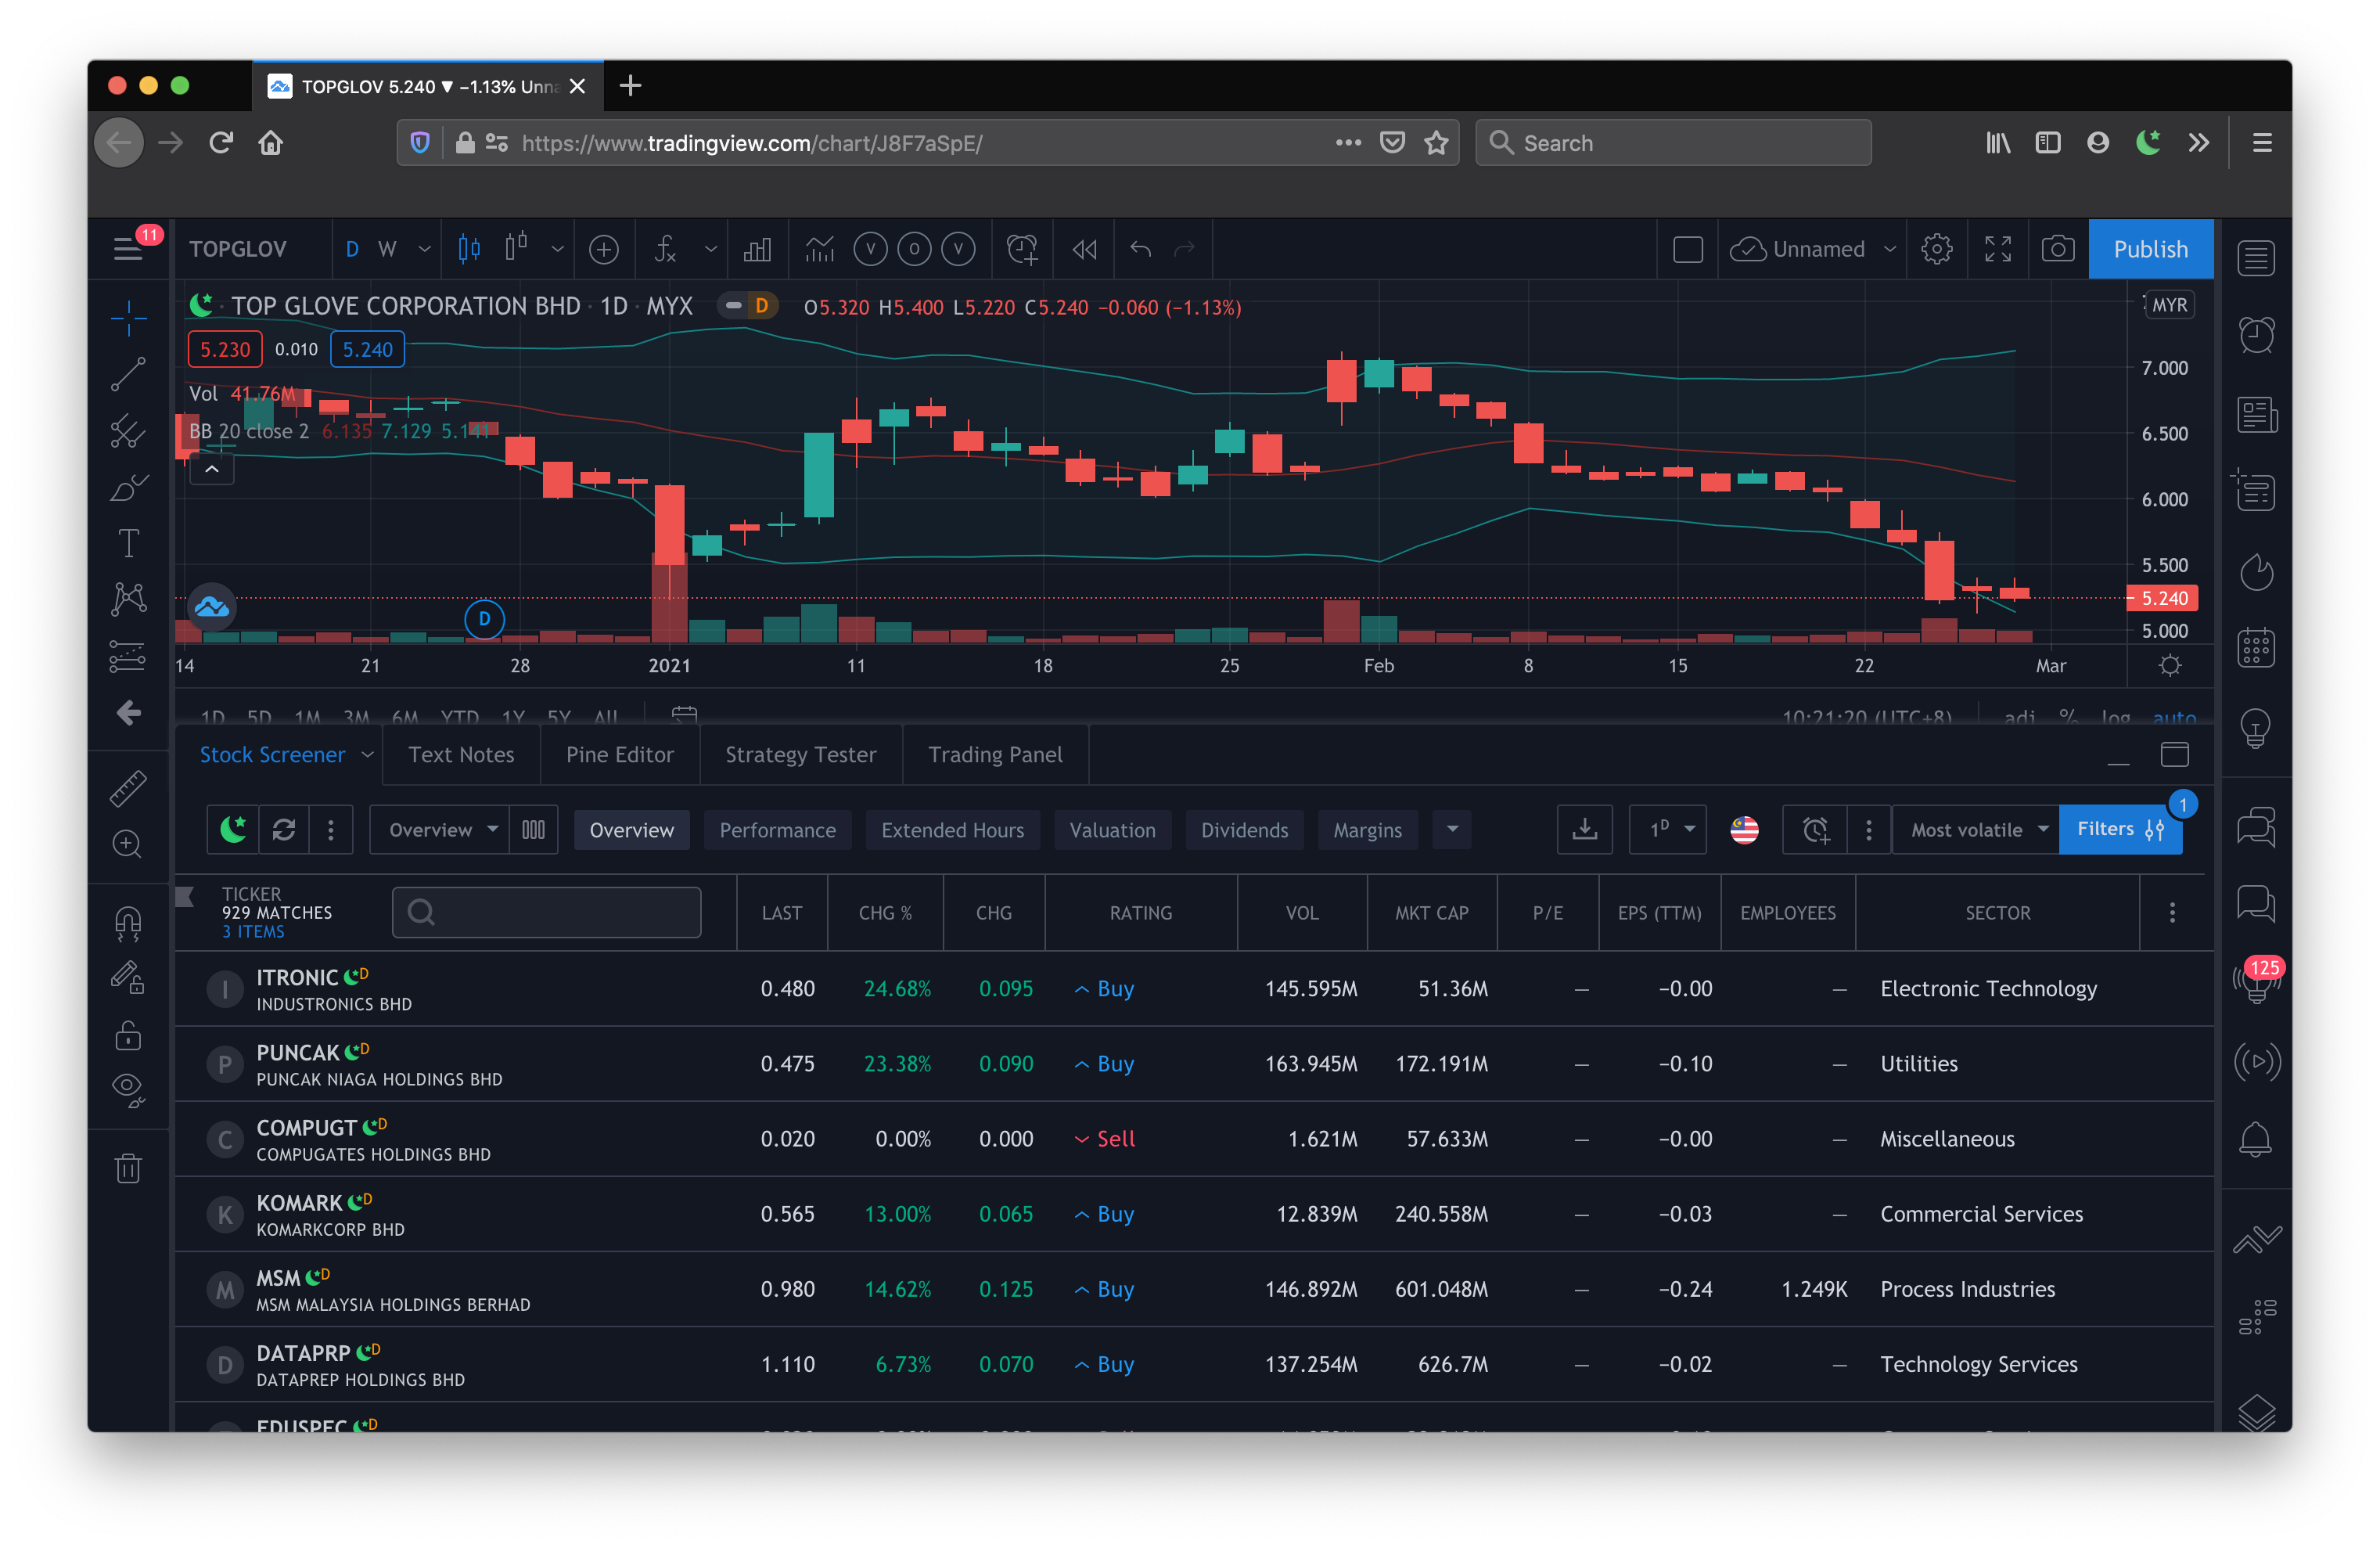 TOPGLOV 5.240 ▼ −1.13% Unna
https://www.tradingview.com/chart/J8F7aSpE/
Search
11
TOPGLOV
D W
V O V
Unnamed
Publish
TOP GLOVE CORPORATION BHD · 1D · MYX
D
O5.320 H5.400 L5.220 C5.240 −0.060 (−1.13%)
MYR
5.230 0.010 5.240
7.000
Vol 41.76M
BB 20 close 2 6.135 7.129 5.141
6.500
6.000
5.500
5.240
D
5.000
14 21 28 2021 11 18 25 Feb 8 15 22 Mar
1D 5D 1M 3M 6M YTD 1Y 5Y All
10:21:20 (UTC+8) adj % log auto
Stock Screener Text Notes Pine Editor Strategy Tester Trading Panel
Overview
Overview Performance Extended Hours Valuation Dividends Margins
1D
Most volatile
Filters
1
TICKER
929 MATCHES
3 ITEMS
LAST CHG % CHG RATING VOL MKT CAP P/E EPS (TTM) EMPLOYEES SECTOR
I ITRONIC D
INDUSTRONICS BHD
0.480 24.68% 0.095 Buy 145.595M 51.36M — −0.00 — Electronic Technology
P PUNCAK D
PUNCAK NIAGA HOLDINGS BHD
0.475 23.38% 0.090 Buy 163.945M 172.191M — −0.10 — Utilities
C COMPUGT D
COMPUGATES HOLDINGS BHD
0.020 0.00% 0.000 Sell 1.621M 57.633M — −0.00 — Miscellaneous
K KOMARK D
KOMARKCORP BHD
0.565 13.00% 0.065 Buy 12.839M 240.558M — −0.03 — Commercial Services
M MSM D
MSM MALAYSIA HOLDINGS BERHAD
0.980 14.62% 0.125 Buy 146.892M 601.048M — −0.24 1.249K Process Industries
D DATAPRP D
DATAPREP HOLDINGS BHD
1.110 6.73% 0.070 Buy 137.254M 626.7M — −0.02 — Technology Services
EDUSPEC D
125